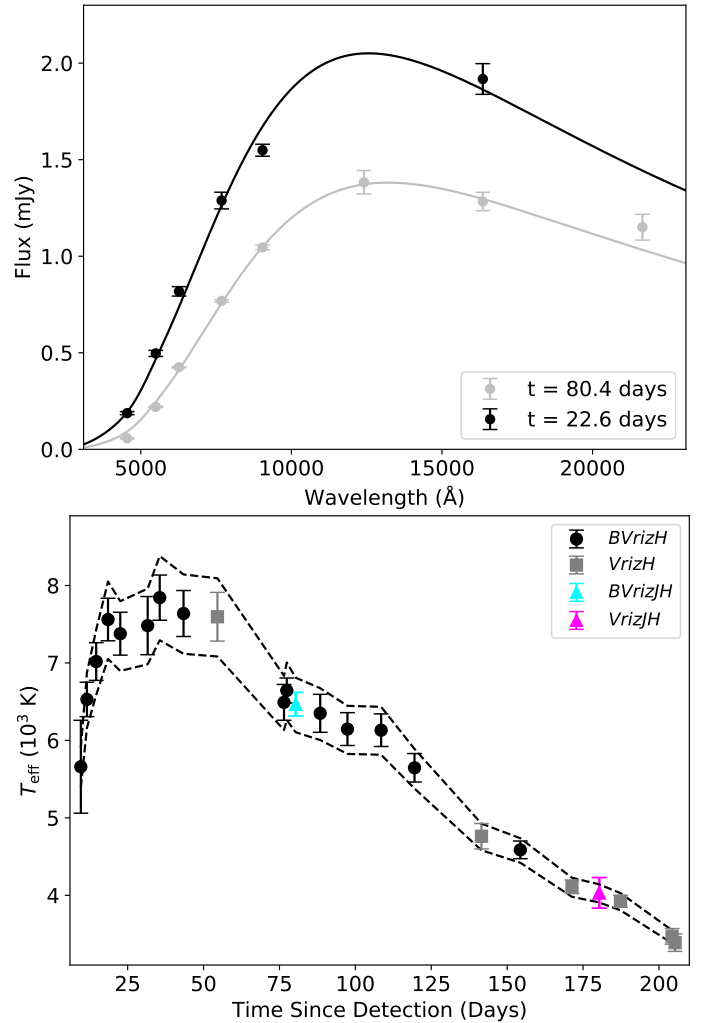 2.0
1.5
1.0
0.5
0.0
Flux (mJy)
t = 80.4 days
t = 22.6 days
5000 10000 15000 20000
Wavelength (Å)
8
7
6
5
4
T_eff (10³ K)
BVrizH
VrizH
BVrizJH
VrizJH
25 50 75 100 125 150 175 200
Time Since Detection (Days)